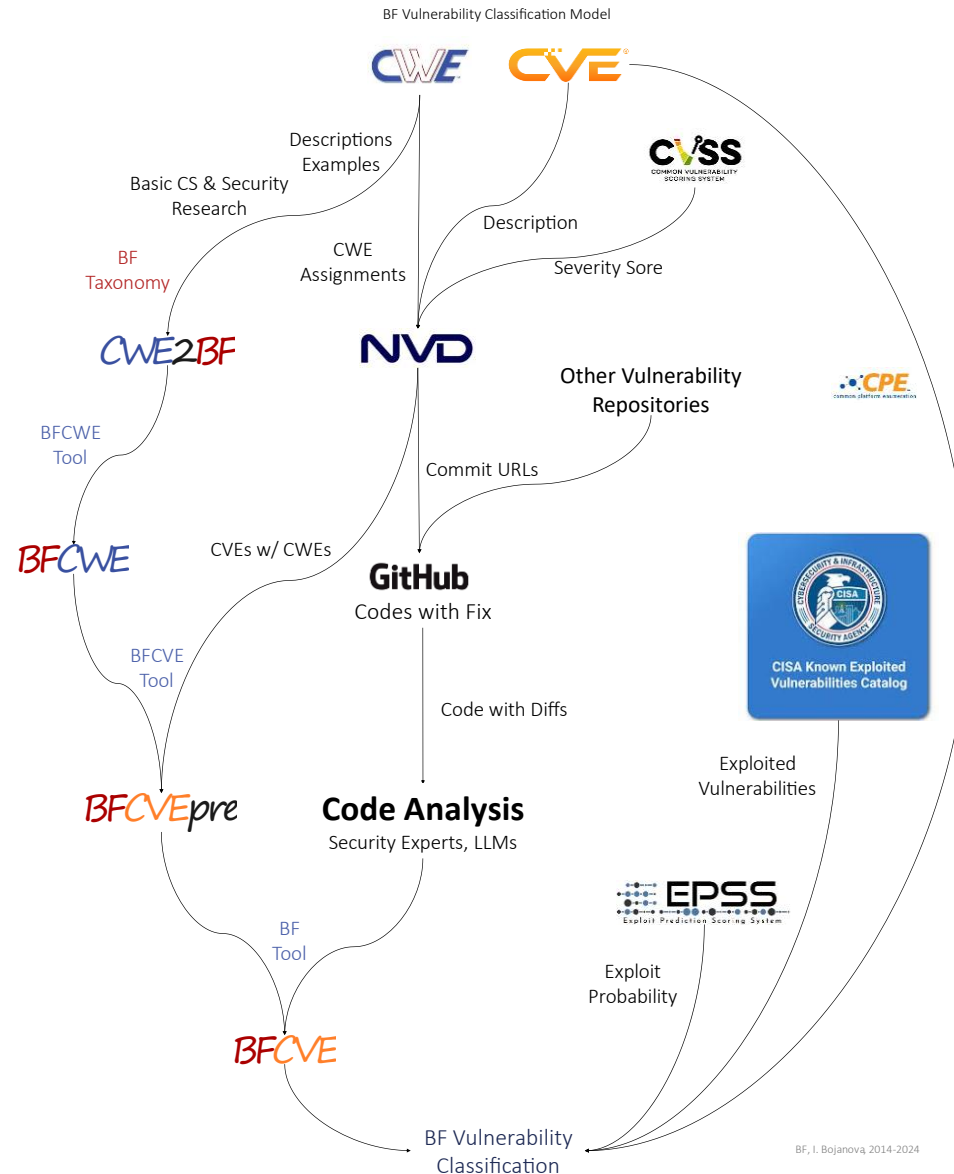 BF Vulnerability Classification Model
CWE
CVE
CVSS
COMMON VULNERABILITY
SCORING SYSTEM
Descriptions
Examples
Basic CS & Security
Research
Description
BF
Taxonomy
CWE
Assignments
Severity Sore
CWE2BF
NVD
Other Vulnerability
Repositories
CPE
common platform enumeration
BFCWE
Tool
Commit URLs
BFCWE
CVEs w/ CWEs
GitHub
Codes with Fix
CYBERSECURITY & INFRASTRUCTURE
SECURITY AGENCY
CISA
CISA Known Exploited
Vulnerabilities Catalog
BFCVE
Tool
Code with Diffs
Exploited
Vulnerabilities
BFCVEpre
Code Analysis
Security Experts, LLMs
EPSS
Exploit Prediction Scoring System
BF
Tool
Exploit
Probability
BFCVE
BF Vulnerability
Classification
BF, I. Bojanova, 2014-2024